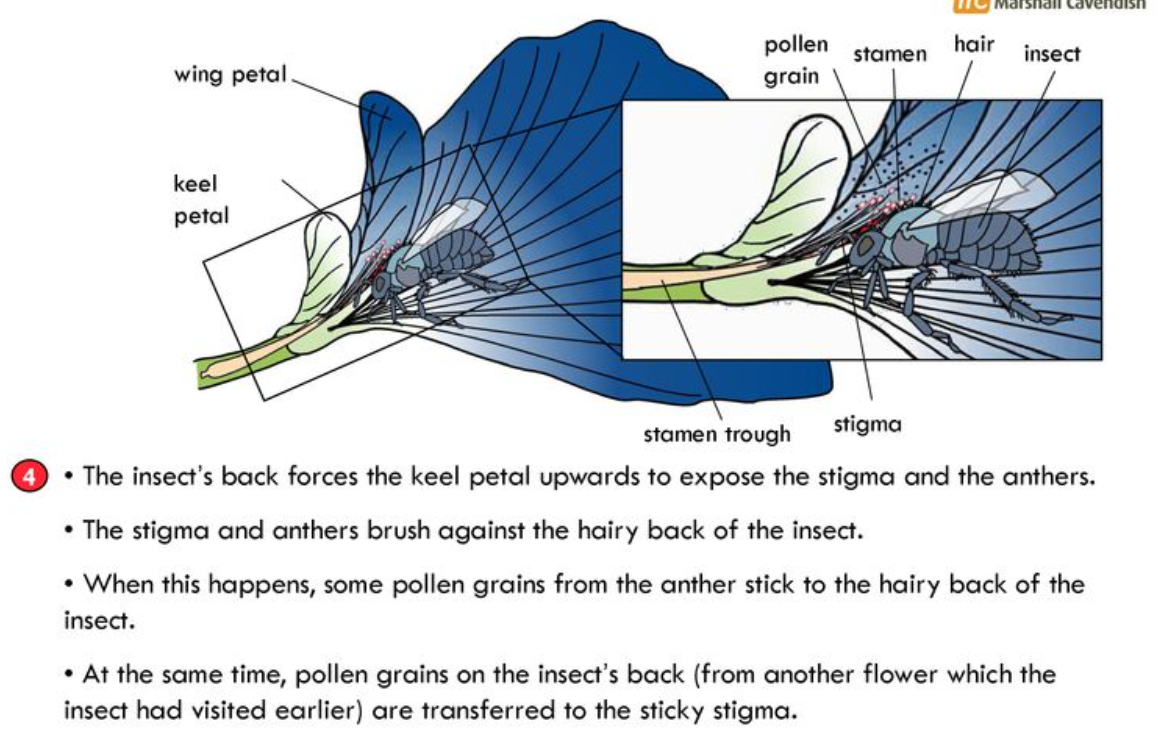 Marshall Cavendish
pollen
grain
stamen
hair
insect
wing petal
keel
petal
stamen trough
stigma
4 • The insect's back forces the keel petal upwards to expose the stigma and the anthers.
• The stigma and anthers brush against the hairy back of the insect.
• When this happens, some pollen grains from the anther stick to the hairy back of the
insect.
• At the same time, pollen grains on the insect's back (from another flower which the
insect had visited earlier) are transferred to the sticky stigma.